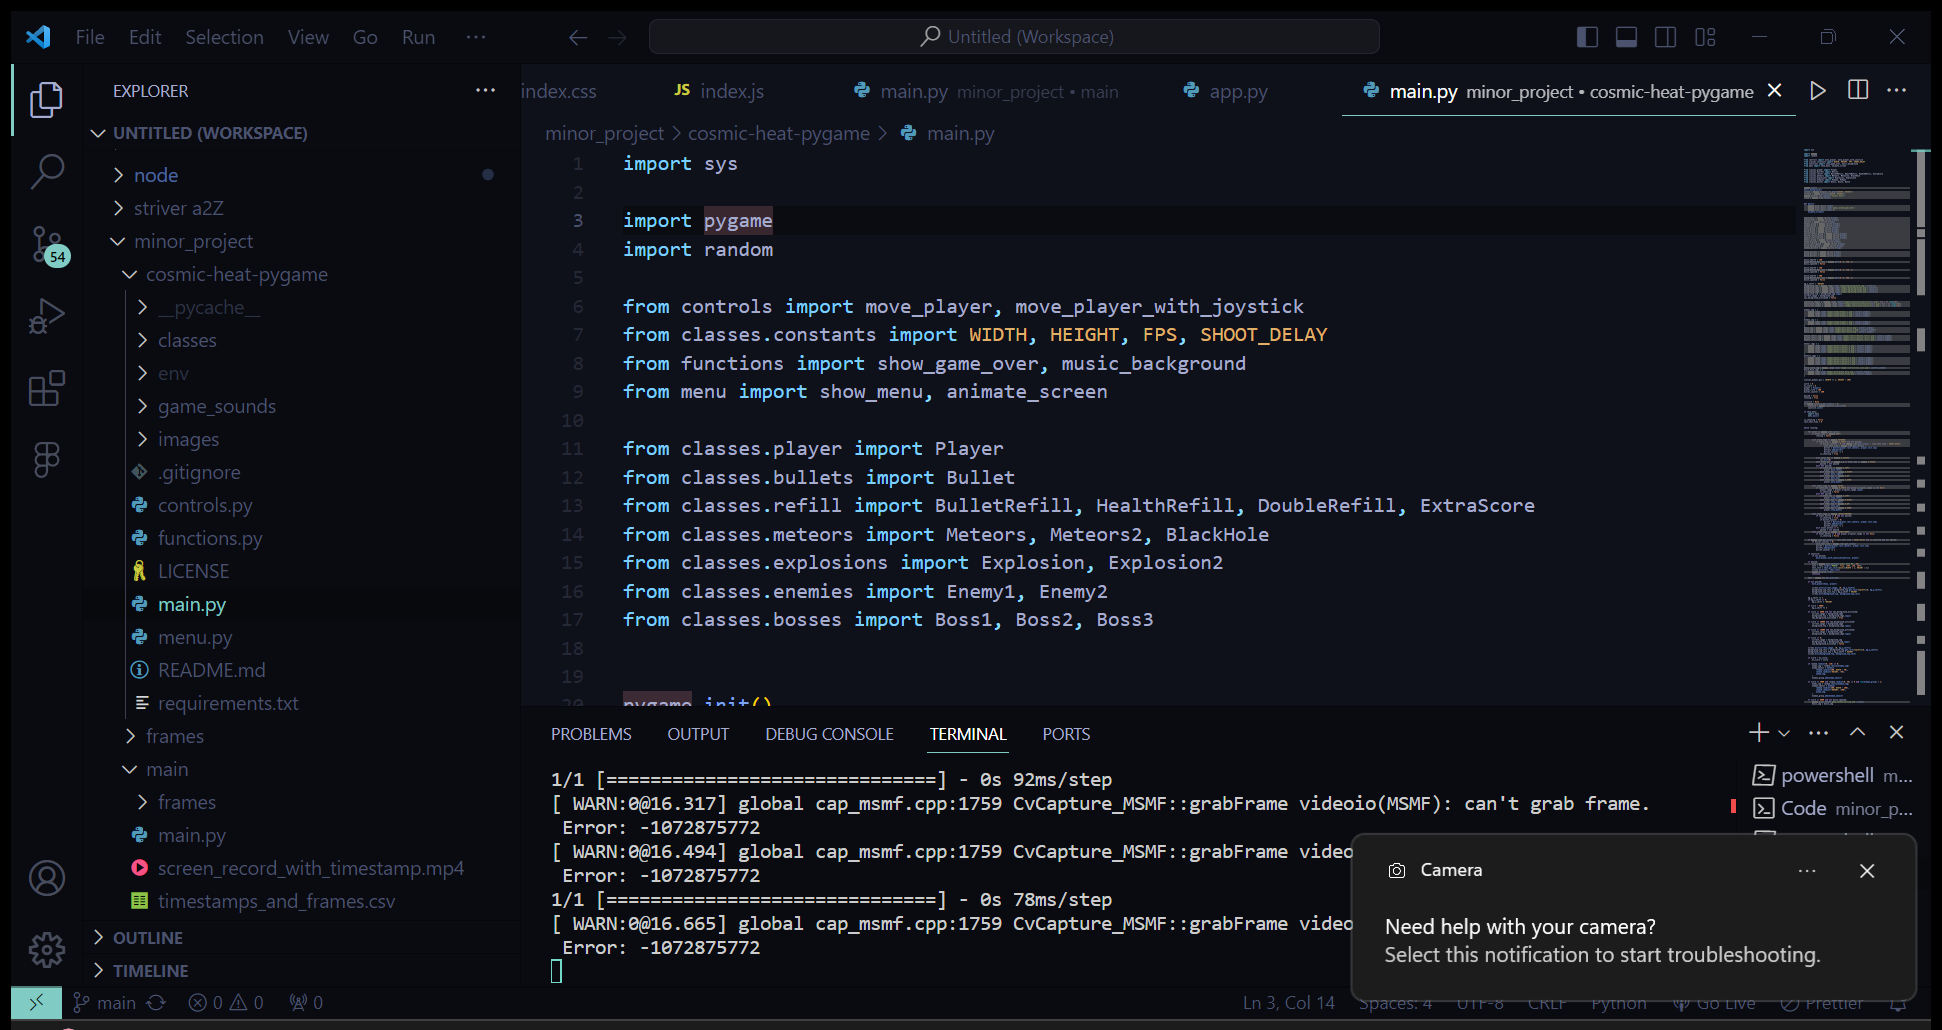 File Edit Selection View Go Run ··· Untitled (Workspace)
EXPLORER ···
UNTITLED (WORKSPACE)
node
striver a2Z
minor_project
cosmic-heat-pygame
__pycache__
classes
env
game_sounds
images
.gitignore
controls.py
functions.py
LICENSE
main.py
menu.py
README.md
requirements.txt
frames
main
frames
main.py
screen_record_with_timestamp.mp4
timestamps_and_frames.csv
OUTLINE
TIMELINE
54
index.css JS index.js main.py minor_project • main app.py main.py minor_project • cosmic-heat-pygame
minor_project > cosmic-heat-pygame > main.py
1 import sys
2
3 import pygame
4 import random
5
6 from controls import move_player, move_player_with_joystick
7 from classes.constants import WIDTH, HEIGHT, FPS, SHOOT_DELAY
8 from functions import show_game_over, music_background
9 from menu import show_menu, animate_screen
10
11 from classes.player import Player
12 from classes.bullets import Bullet
13 from classes.refill import BulletRefill, HealthRefill, DoubleRefill, ExtraScore
14 from classes.meteors import Meteors, Meteors2, BlackHole
15 from classes.explosions import Explosion, Explosion2
16 from classes.enemies import Enemy1, Enemy2
17 from classes.bosses import Boss1, Boss2, Boss3
18
19
20 pygame.init()
PROBLEMS OUTPUT DEBUG CONSOLE TERMINAL PORTS
1/1 [==============================] - 0s 92ms/step
[ WARN:0@16.317] global cap_msmf.cpp:1759 CvCapture_MSMF::grabFrame videoio(MSMF): can't grab frame.
Error: -1072875772
[ WARN:0@16.494] global cap_msmf.cpp:1759 CvCapture_MSMF::grabFrame video
Error: -1072875772
1/1 [==============================] - 0s 78ms/step
[ WARN:0@16.665] global cap_msmf.cpp:1759 CvCapture_MSMF::grabFrame video
Error: -1072875772
powershell m...
Code minor_p...
Camera
Need help with your camera?
Select this notification to start troubleshooting.
main 0 0 0 Ln 3, Col 14 Spaces: 4 UTF-8 CRLF Python Go Live Prettier